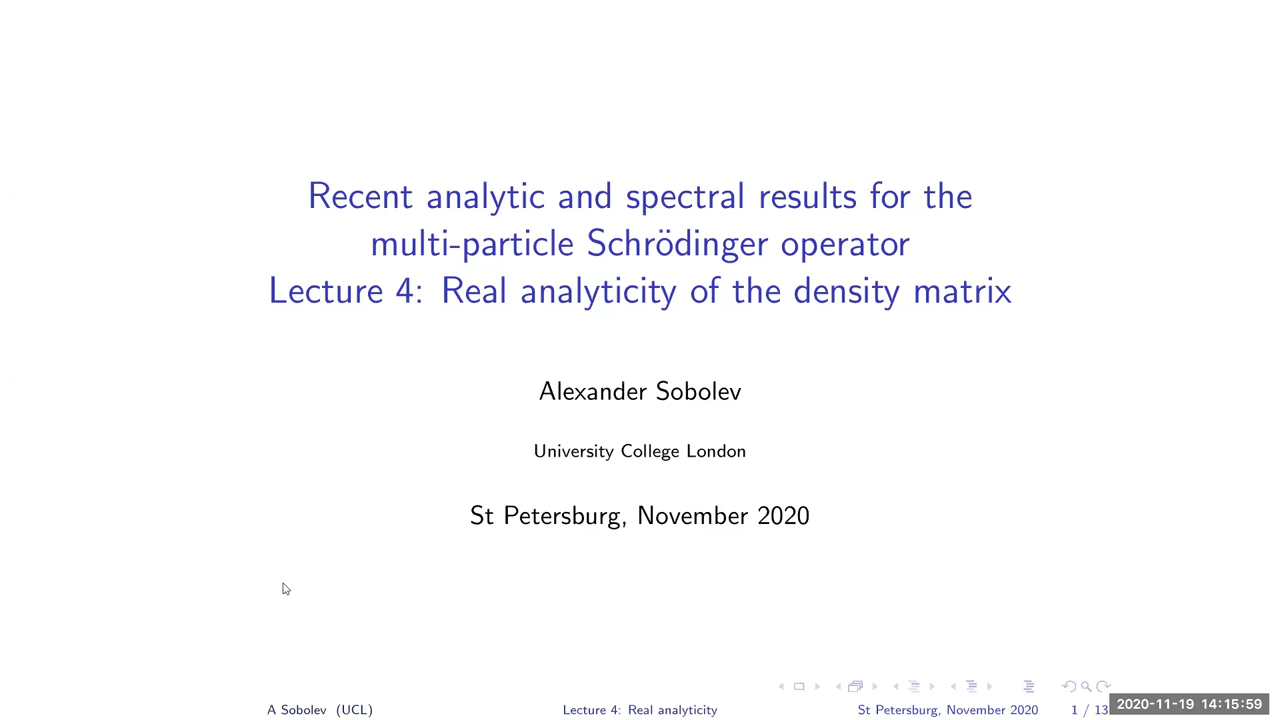 Recent analytic and spectral results for the
multi-particle Schrödinger operator
Lecture 4: Real analyticity of the density matrix
Alexander Sobolev
University College London
St Petersburg, November 2020
A Sobolev (UCL)
Lecture 4: Real analyticity
St Petersburg, November 2020
1 / 13
2020-11-19 14:15:59